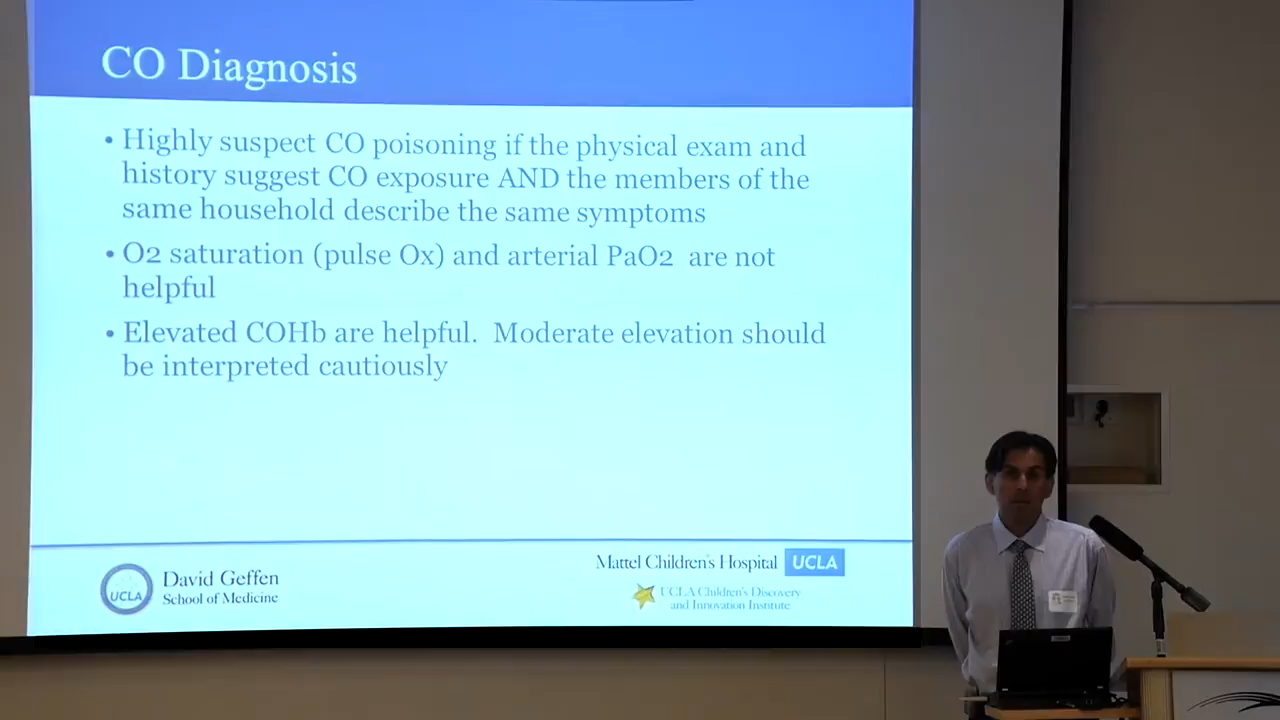 CO Diagnosis
• Highly suspect CO poisoning if the physical exam and
history suggest CO exposure AND the members of the
same household describe the same symptoms
• O2 saturation (pulse Ox) and arterial PaO2 are not
helpful
• Elevated COHb are helpful. Moderate elevation should
be interpreted cautiously
UCLA
David Geffen
School of Medicine
Mattel Children's Hospital UCLA
UCLA Children's Discovery
and Innovation Institute